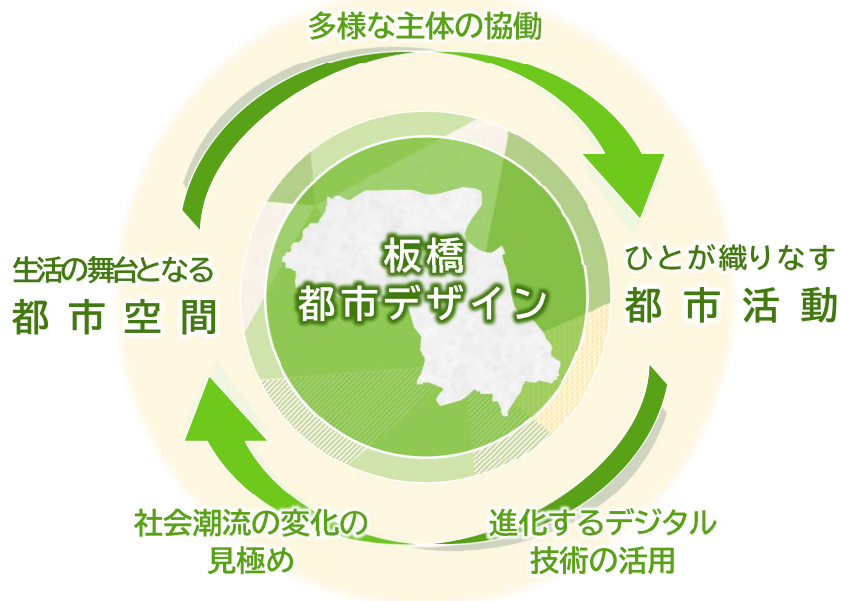 多様な主体の協働
生活の舞台となる
都市空間
板橋
都市デザイン
ひとが織りなす
都市活動
社会潮流の変化の
見極め
進化するデジタル
技術の活用